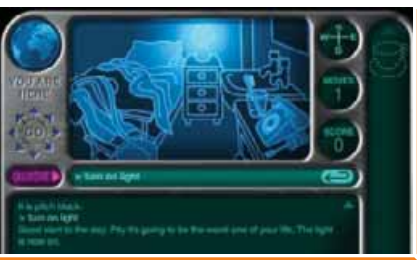 N
W E
S
YOU ARE
HERE
MOVES
1
GO
SCORE
0
> turn on light
It is pitch black.
> turn on light
Good start to the day. Pity it's going to be the worst one of your life. The light
is now on.